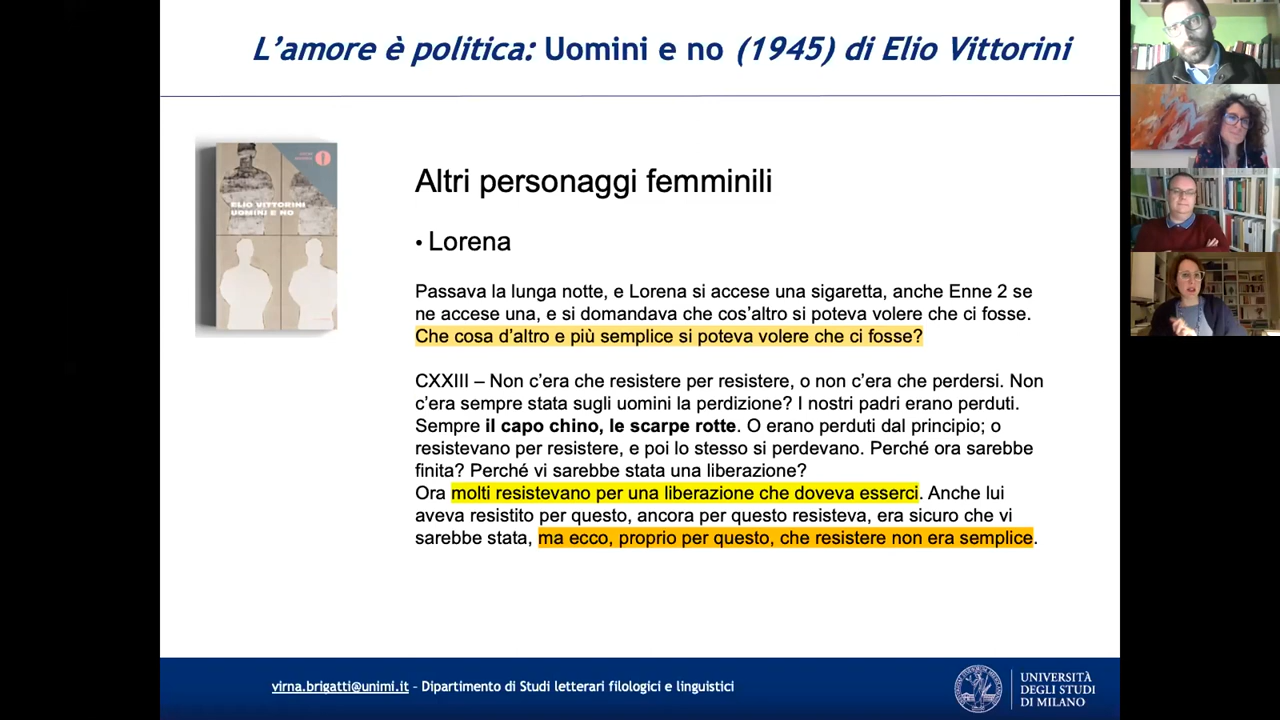 L'amore è politica: Uomini e no (1945) di Elio Vittorini
ELIO VITTORINI
UOMINI E NO
Altri personaggi femminili
• Lorena
Passava la lunga notte, e Lorena si accese una sigaretta, anche Enne 2 se
ne accese una, e si domandava che cos'altro si poteva volere che ci fosse.
Che cosa d'altro e più semplice si poteva volere che ci fosse?
CXXIII – Non c'era che resistere per resistere, o non c'era che perdersi. Non
c'era sempre stata sugli uomini la perdizione? I nostri padri erano perduti.
Sempre il capo chino, le scarpe rotte. O erano perduti dal principio; o
resistevano per resistere, e poi lo stesso si perdevano. Perché ora sarebbe
finita? Perché vi sarebbe stata una liberazione?
Ora molti resistevano per una liberazione che doveva esserci. Anche lui
aveva resistito per questo, ancora per questo resisteva, era sicuro che vi
sarebbe stata, ma ecco, proprio per questo, che resistere non era semplice.
virna.brigatti@unimi.it – Dipartimento di Studi letterari filologici e linguistici
UNIVERSITÀ
DEGLI STUDI
DI MILANO